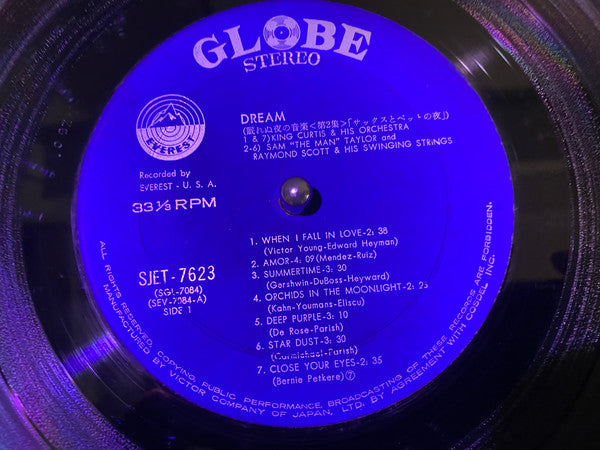 GLOBE
STEREO
DREAM
(眠れぬ夜の音楽<第2集>「サックスとペットの夜」)
1 & 7)KING CURTIS & HIS ORCHESTRA
2-6) SAM "THE MAN" TAYLOR and
RAYMOND SCOTT & HIS SWINGING STRINGS
EVEREST
Recorded by
EVEREST - U. S. A.
33 1/3 RPM
SJET-7623
(SGL-7084)
(SEV-7084-A)
SIDE 1
1. WHEN I FALL IN LOVE-2: 38
(Victor Young-Edward Heyman)
2. AMOR-4: 09 (Mendez-Ruiz)
3. SUMMERTIME-3: 30
(Gershwin-DuBoss-Heyward)
4. ORCHIDS IN THE MOONLIGHT-2:
(Kahn-Youmans-Eliscu)
5. DEEP PURPLE-3: 10
(De Rose-Parish)
6. STAR DUST-3: 30
(Carmichael-Parish)
7. CLOSE YOUR EYES-2: 35
(Bernie Petkere) ⑦
ALL RIGHTS RESERVED, COPYING, PUBLIC PERFORMANCE, BROADCASTING OF THESE RECORDS ARE FORBIDDEN.
MANUFACTURED BY VICTOR COMPANY OF JAPAN, LTD. BY AGREEMENT WITH COSDEL INC.